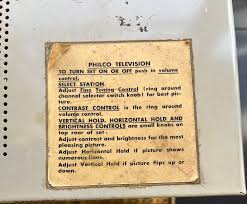 PHILCO TELEVISION
TO TURN SET ON OR OFF push in volume
control.
SELECT STATION.
Adjust Fine Tuning Control (ring around
channel selector switch knob) for best pic-
ture.
CONTRAST CONTROL is the ring around
volume control.
VERTICAL HOLD, HORIZONTAL HOLD AND
BRIGHTNESS CONTROLS are small knobs on
top rear of set:
Adjust contrast and brightness for the most
pleasing picture.
Adjust Horizontal Hold if picture shows
numerous lines.
Adjust Vertical Hold if picture flips up or
down.